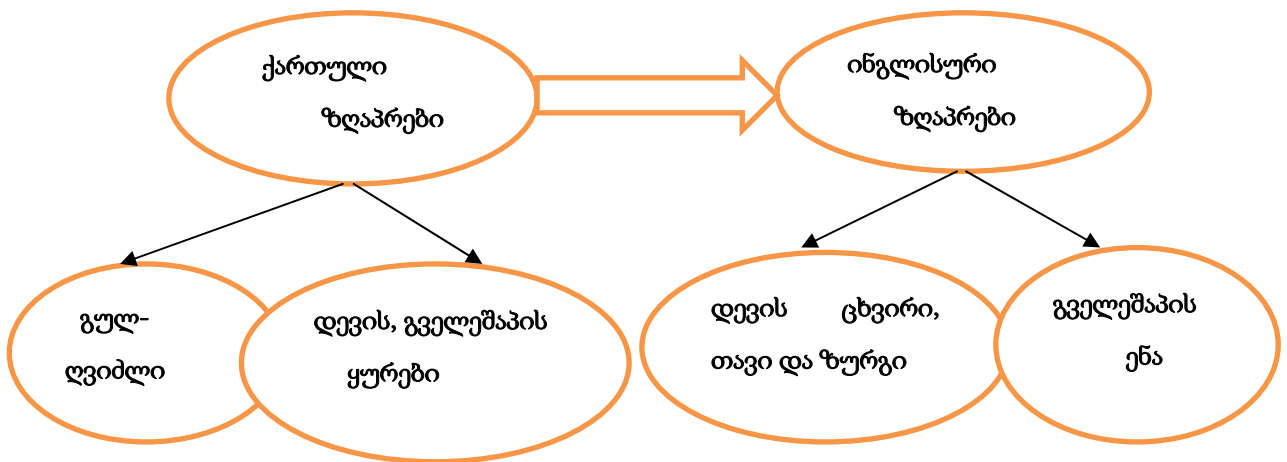 ქართული
ზღაპრები
ინგლისური
ზღაპრები
გულ-
ღვიძლი
დევის, გველეშაპის
ყურები
დევის ცხვირი,
თავი და ზურგი
გველეშაპის
ენა